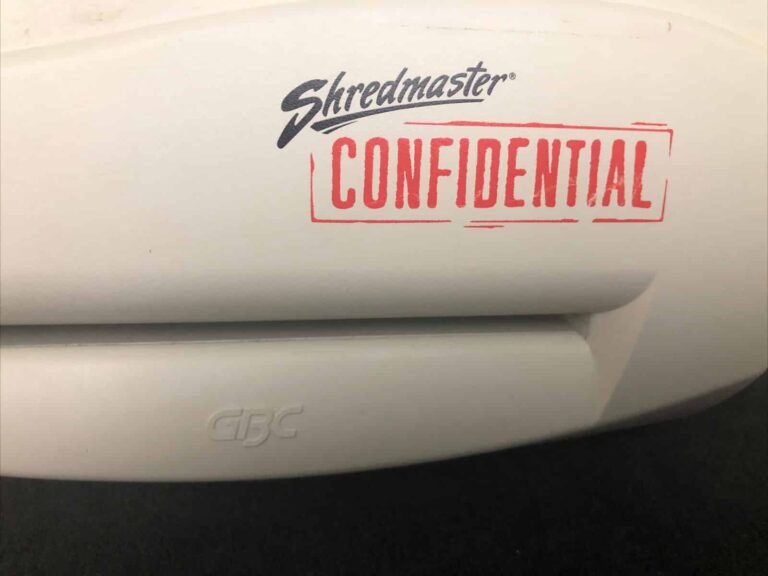 Shredmaster®
CONFIDENTIAL
GBC